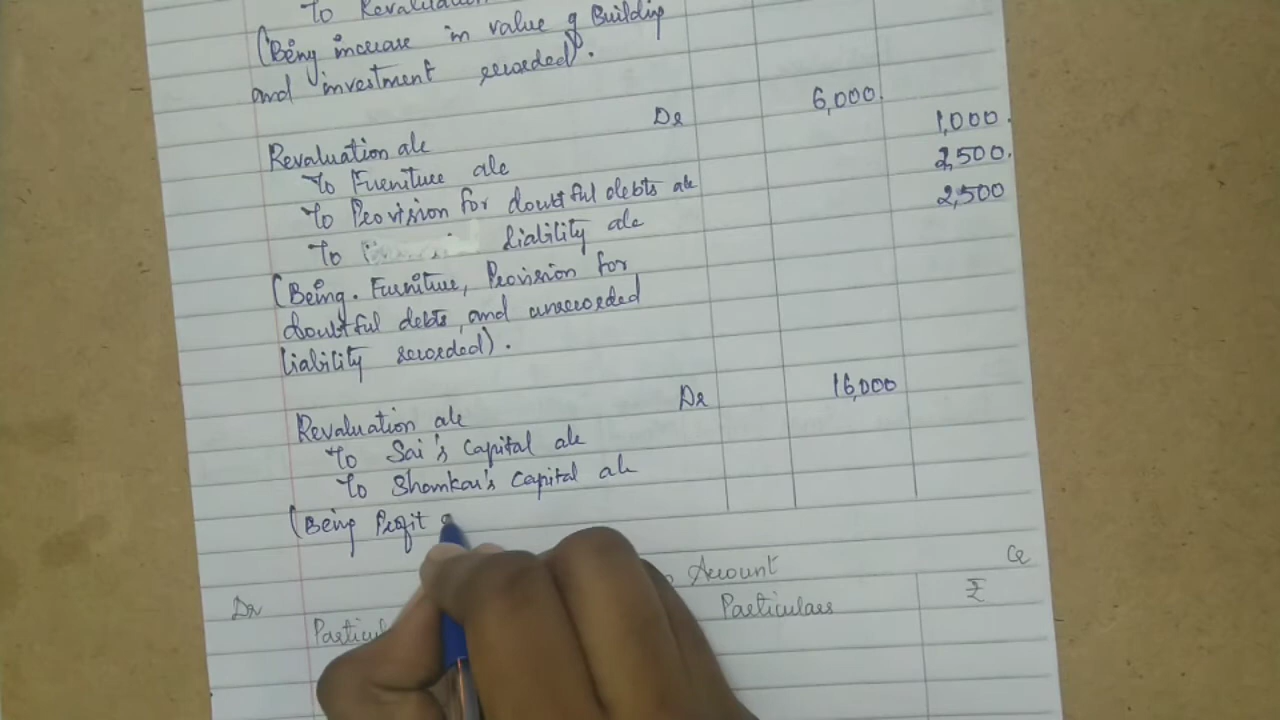 To Revaluation
(Being increase in value of Building
and investment recorded).
Revaluation a/c Dr 6,000.
To Furniture a/c 1,000.
To Provision for doubtful debts a/c 2,500.
To liability a/c 2,500
(Being. Furniture, Provision for
doubtful debts, and unrecorded
liability recorded).
Revaluation a/c Dr 16,000
To Sai's Capital a/c
To Shankar's Capital a/c
(Being Profit
Account Cr
Dr Particulars ₹